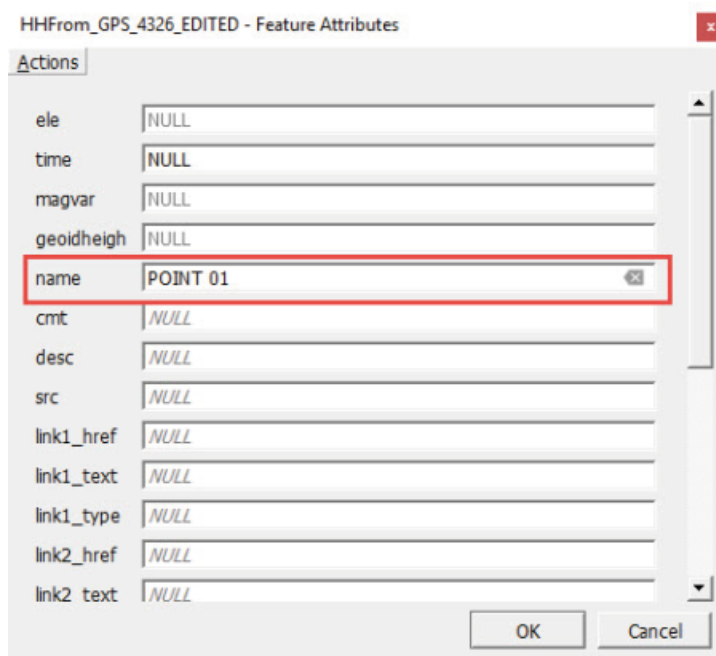 HHFrom_GPS_4326_EDITED - Feature Attributes
x
Actions
ele NULL
time NULL
magvar NULL
geoidheigh NULL
name POINT 01
cmt NULL
desc NULL
src NULL
link1_href NULL
link1_text NULL
link1_type NULL
link2_href NULL
link2_text NULL
OK Cancel